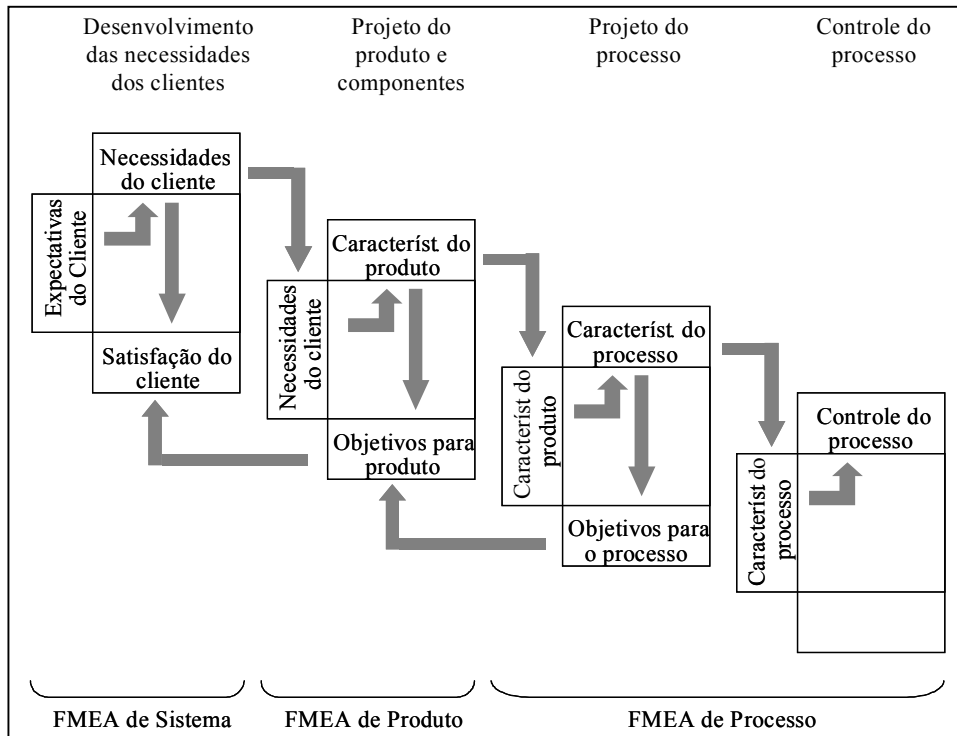 Desenvolvimento
das necessidades
dos clientes
Projeto do
produto e
componentes
Projeto do
processo
Controle do
processo
Necessidades
do cliente
Expectativas
do Cliente
Satisfação do
cliente
Característ. do
produto
Necessidades
do cliente
Objetivos para
produto
Característ. do
processo
Característ do
produto
Objetivos para
o processo
Controle do
processo
Característ do
processo
FMEA de Sistema
FMEA de Produto
FMEA de Processo